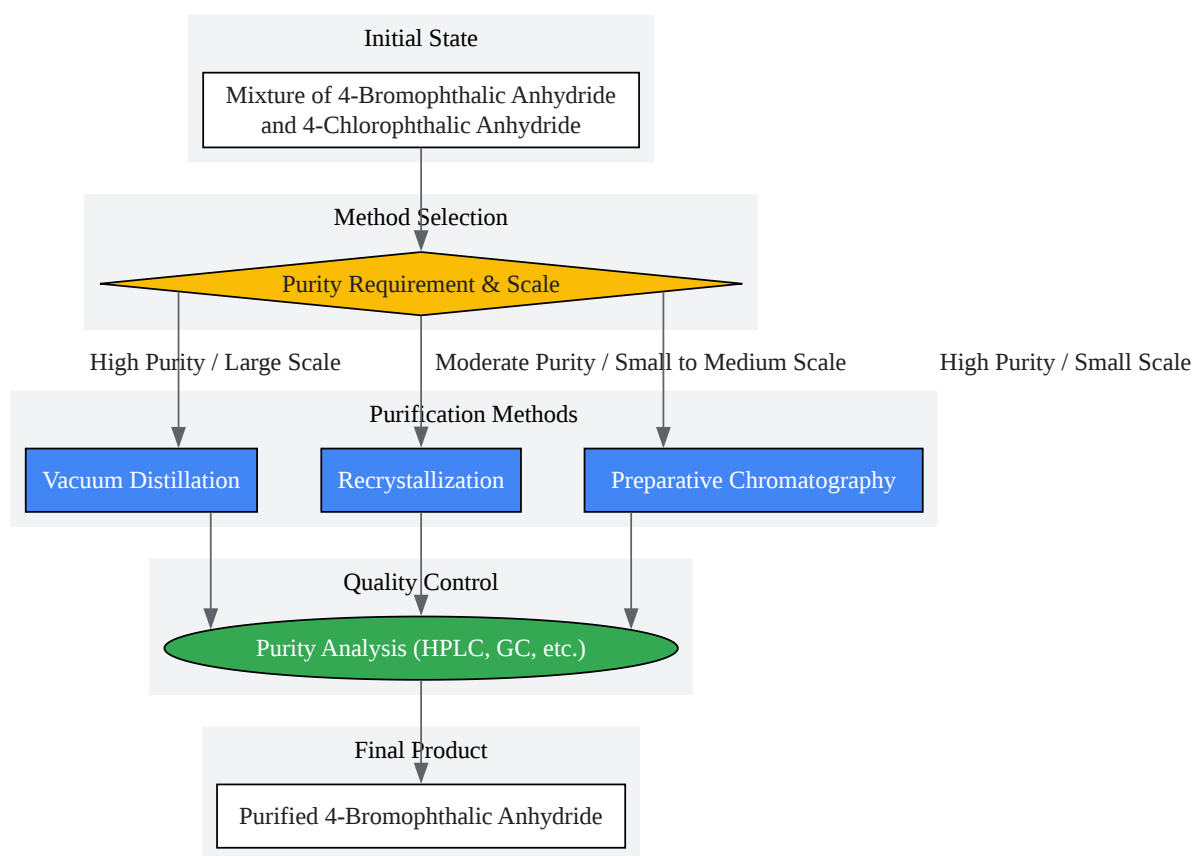 Initial State
Mixture of 4-Bromophthalic Anhydride
and 4-Chlorophthalic Anhydride
Method Selection
Purity Requirement & Scale
High Purity / Large Scale
Moderate Purity / Small to Medium Scale
High Purity / Small Scale
Purification Methods
Vacuum Distillation
Recrystallization
Preparative Chromatography
Quality Control
Purity Analysis (HPLC, GC, etc.)
Final Product
Purified 4-Bromophthalic Anhydride